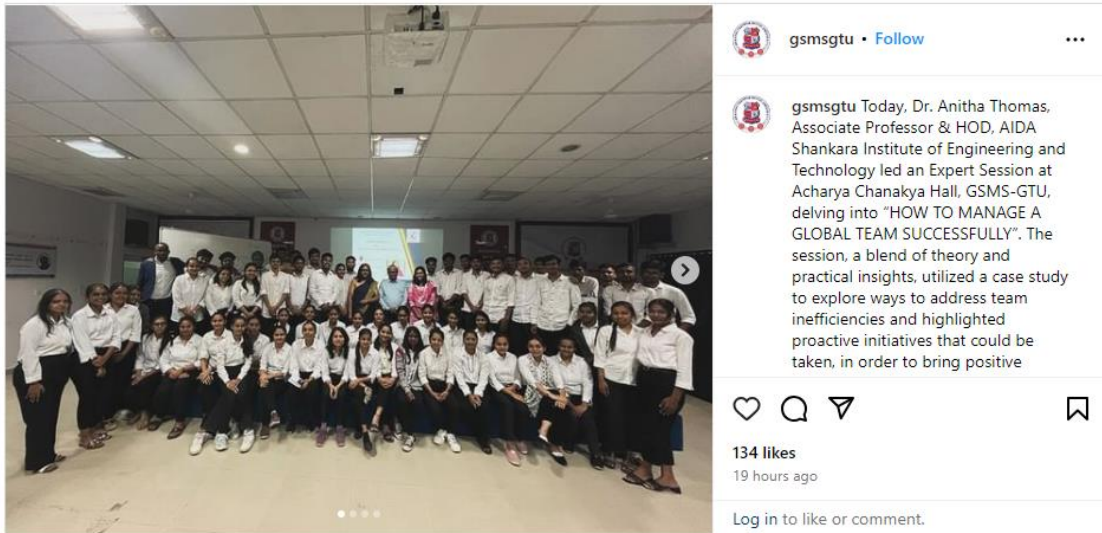 gsmsgtu • Follow
gsmsgtu Today, Dr. Anitha Thomas,
Associate Professor & HOD, AIDA
Shankara Institute of Engineering and
Technology led an Expert Session at
Acharya Chanakya Hall, GSMS-GTU,
delving into “HOW TO MANAGE A
GLOBAL TEAM SUCCESSFULLY”. The
session, a blend of theory and
practical insights, utilized a case study
to explore ways to address team
inefficiencies and highlighted
proactive initiatives that could be
taken, in order to bring positive
134 likes
19 hours ago
Log in to like or comment.